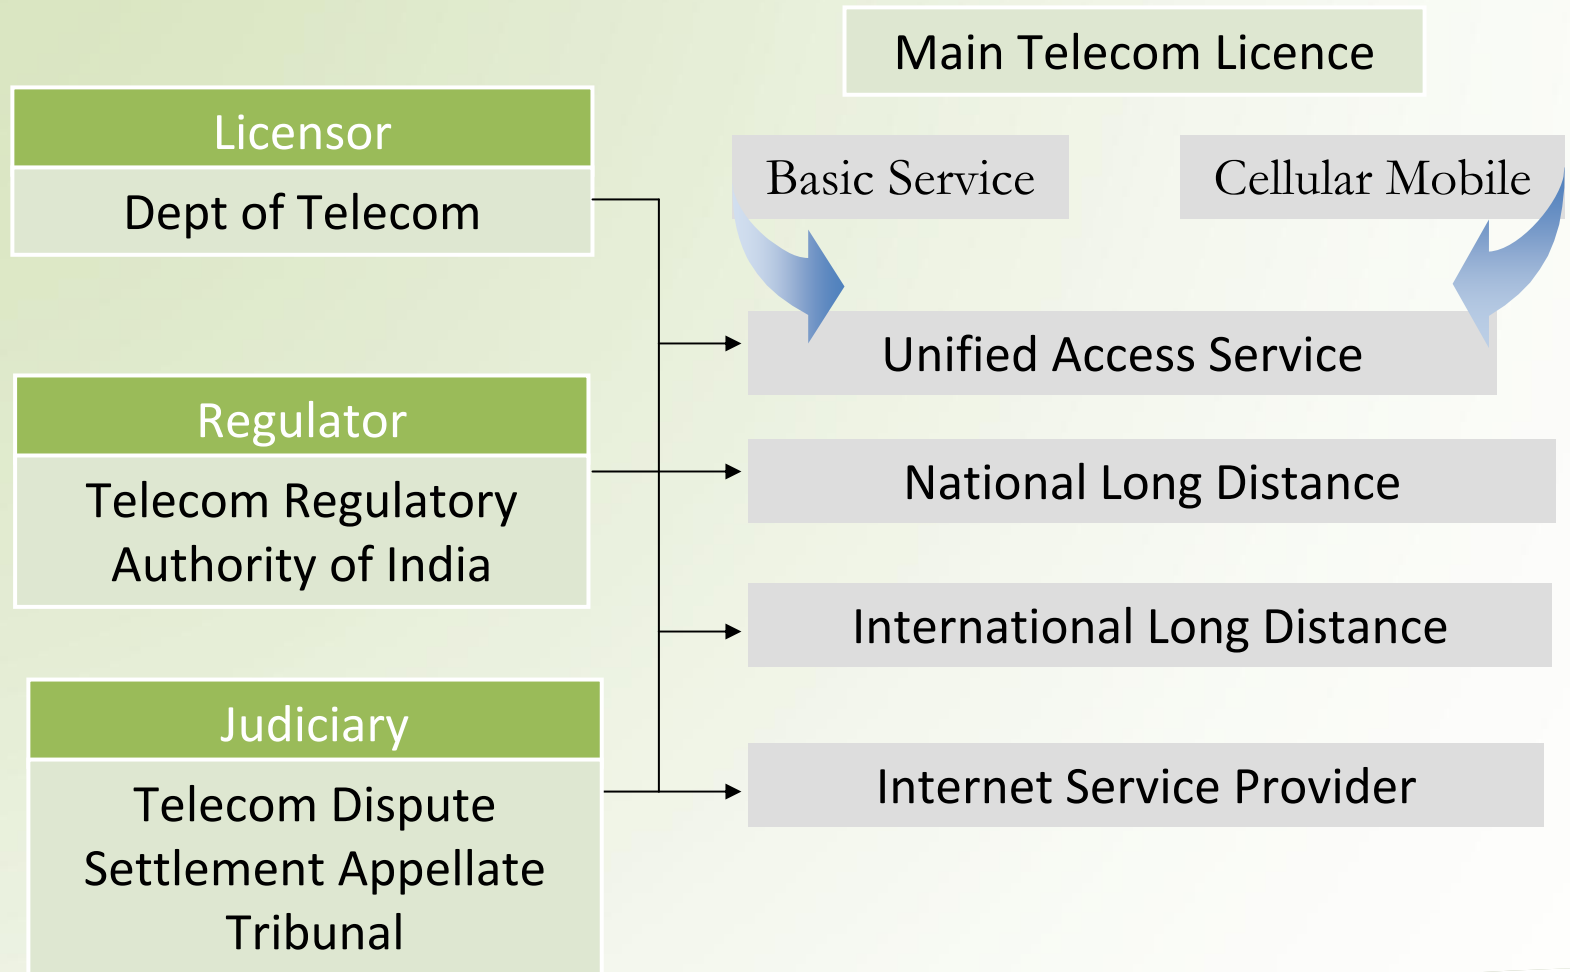 Main Telecom Licence
Licensor
Dept of Telecom
Basic Service
Cellular Mobile
Unified Access Service
Regulator
Telecom Regulatory
Authority of India
National Long Distance
International Long Distance
Judiciary
Telecom Dispute
Settlement Appellate
Tribunal
Internet Service Provider